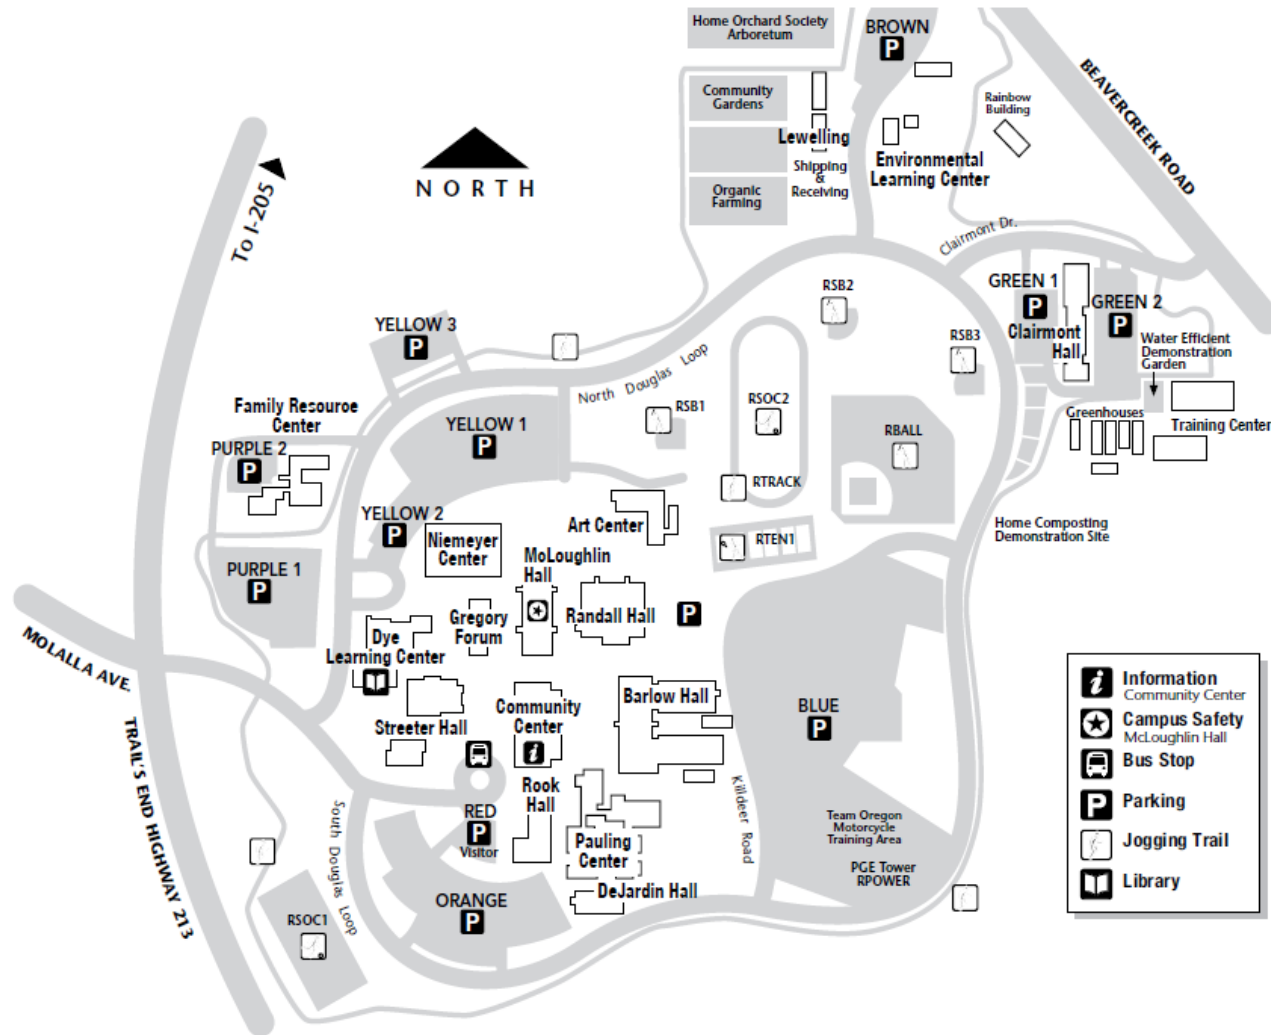 Home Orchard Society
Arboretum
BROWN
P
BEAVERCREEK ROAD
Community
Gardens
Rainbow
Building
Lewelling
Shipping
&
Receiving
Environmental
Learning Center
Organic
Farming
NORTH
To I-205
Clairmont Dr.
GREEN 1
P
Clairmont
Hall
GREEN 2
P
Water Efficient
Demonstration
Garden
Greenhouses
Training Center
RSB2
RSB3
YELLOW 3
P
North Douglas Loop
RSB1
RSOC2
RBALL
RTRACK
RTEN1
Family Resouroe
Center
PURPLE 2
P
YELLOW 1
P
YELLOW 2
P
Niemeyer
Center
Art Center
McLoughlin
Hall
Home Composting
Demonstration Site
PURPLE 1
P
Gregory
Forum
Randall Hall
P
Dye
Learning Center
MOLALLA AVE.
TRAIL'S END HIGHWAY 213
Streeter Hall
Community
Center
i
Barlow Hall
BLUE
P
Rook
Hall
RED
P
Visitor
Pauling
Center
Killdeer Road
South Douglas Loop
Team Oregon
Motorcycle
Training Area
PGE Tower
RPOWER
DeJardin Hall
ORANGE
P
RSOC1
i Information
Community Center
Campus Safety
McLoughlin Hall
Bus Stop
P Parking
Jogging Trail
Library